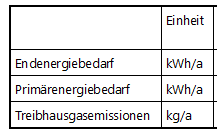 Einheit
Endenergiebedarf kWh/a
Primärenergiebedarf kWh/a
Treibhausgasemissionen kg/a